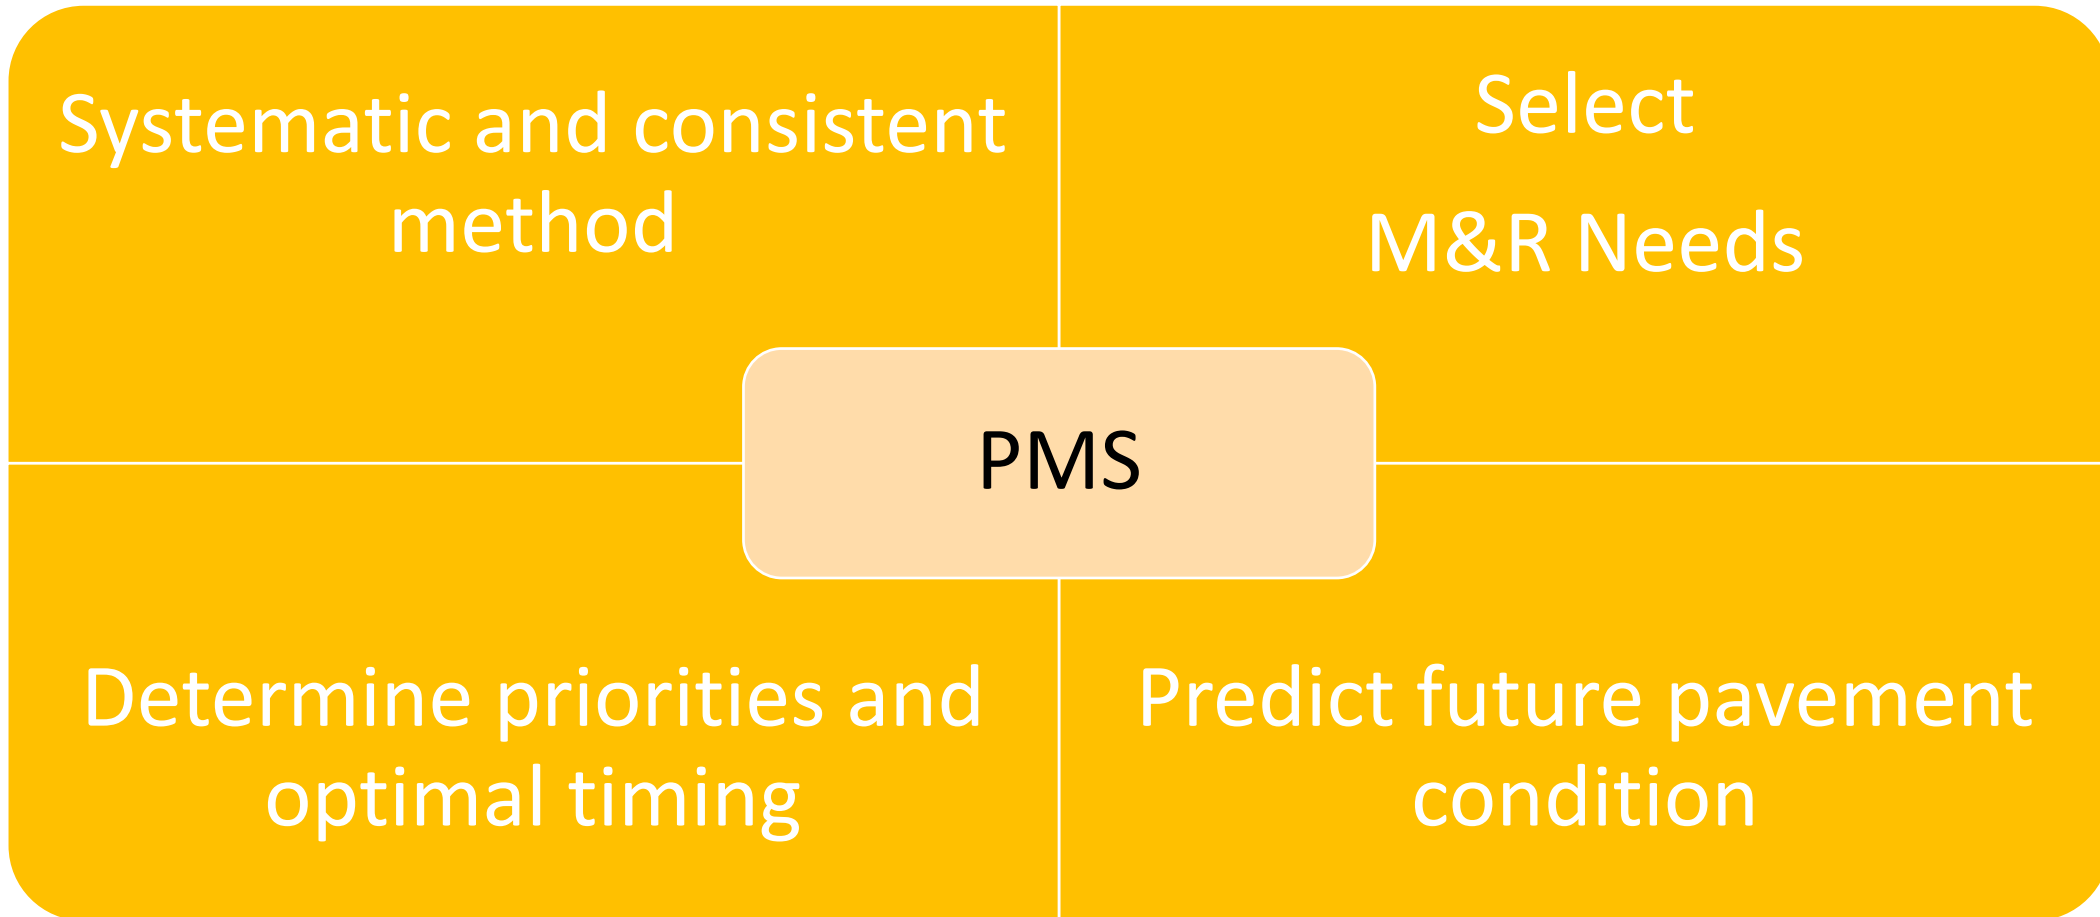 Systematic and consistent
method
Select
M&R Needs
PMS
Determine priorities and
optimal timing
Predict future pavement
condition